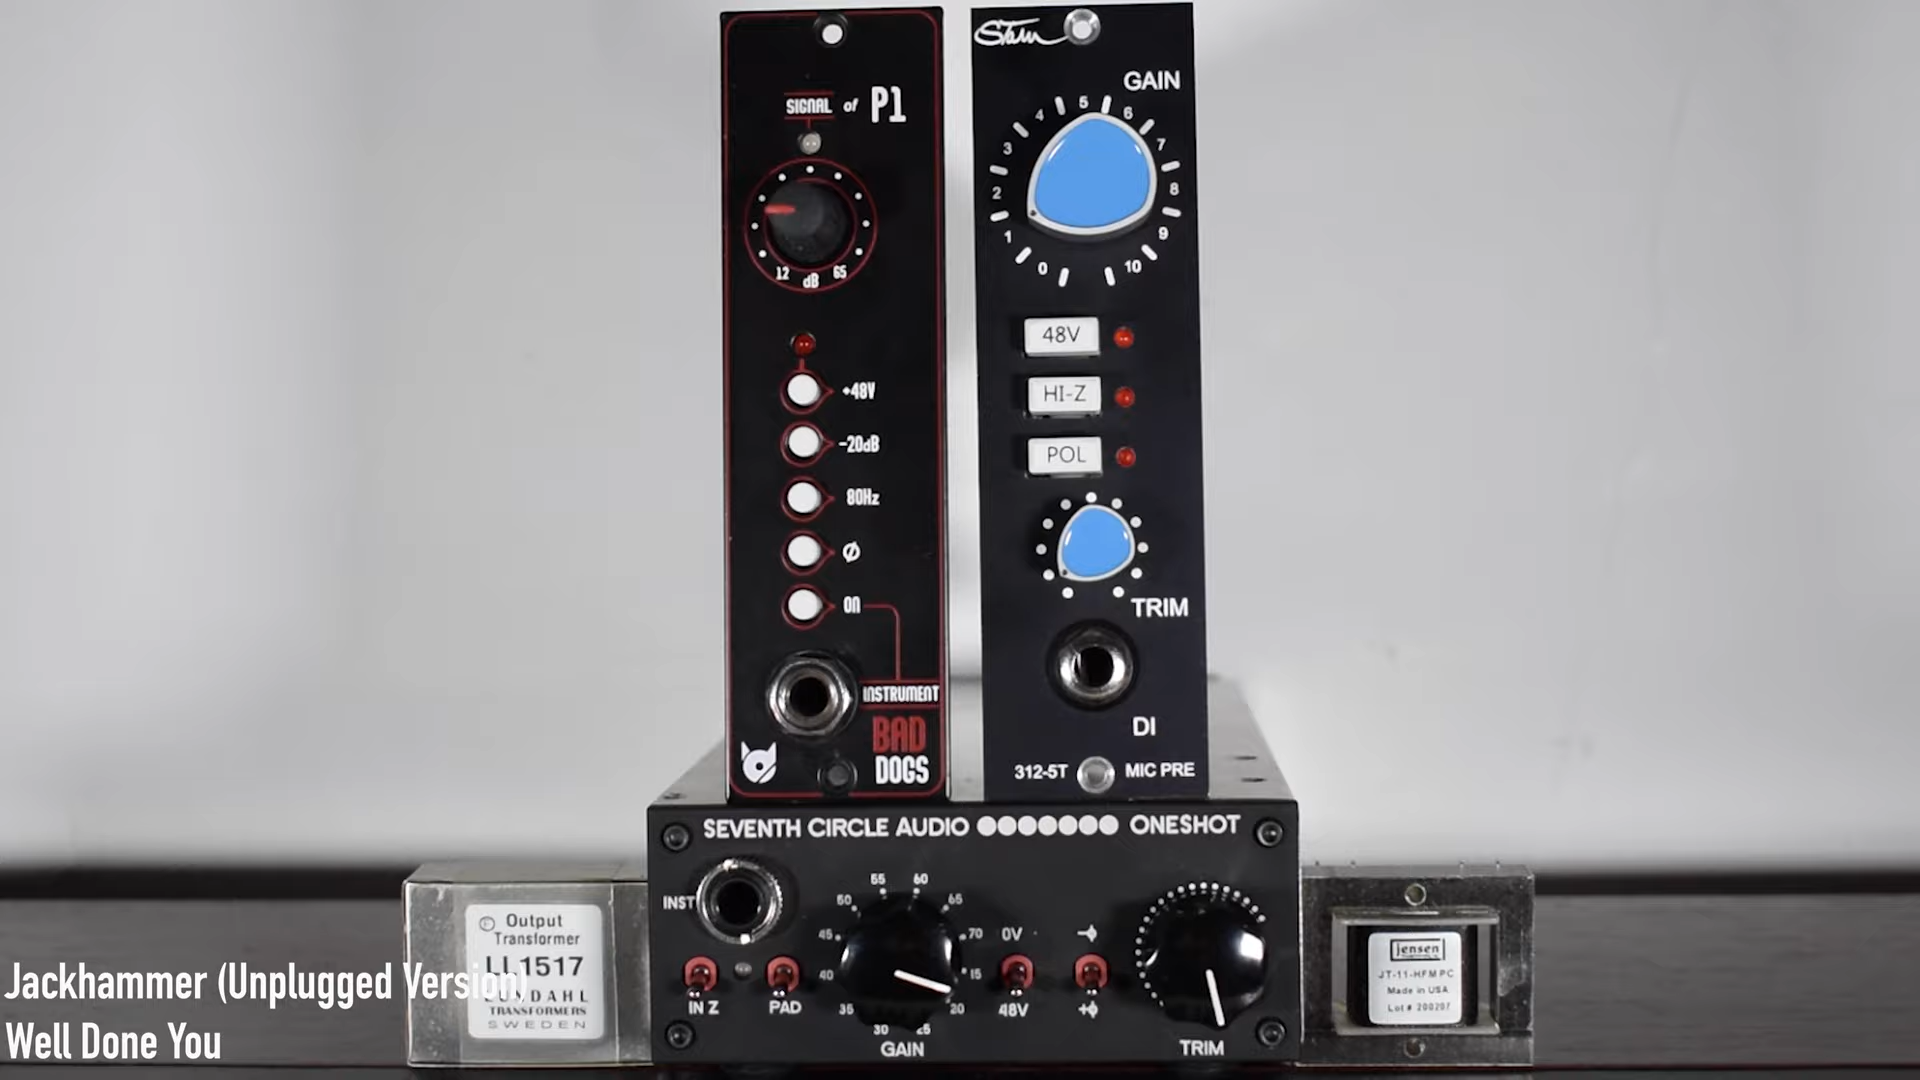 SIGNAL of P1
12 dB 65
+48V
-20dB
80Hz
Ø
ON
INSTRUMENT
BAD
DOGS
Stam
GAIN
0 1 2 3 4 5 6 7 8 9 10
48V
HI-Z
POL
TRIM
DI
312-5T MIC PRE
SEVENTH CIRCLE AUDIO ONESHOT
INST
IN Z
PAD
15 20 25 30 35 40 45 50 55 60 65 70
GAIN
0V
48V
TRIM
Output
Transformer
LL1517
LUNDAHL
TRANSFORMERS
SWEDEN
jensen
JT-11-HFM PC
Made in USA
Lot # 200207
Jackhammer (Unplugged Version)
Well Done You